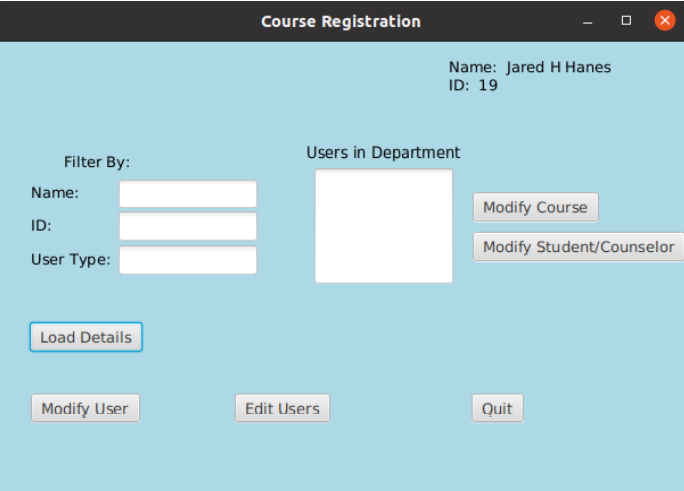 Course Registration
Name: Jared H Hanes
ID: 19
Filter By:
Users in Department
Name:
ID:
User Type:
Modify Course
Modify Student/Counselor
Load Details
Modify User
Edit Users
Quit